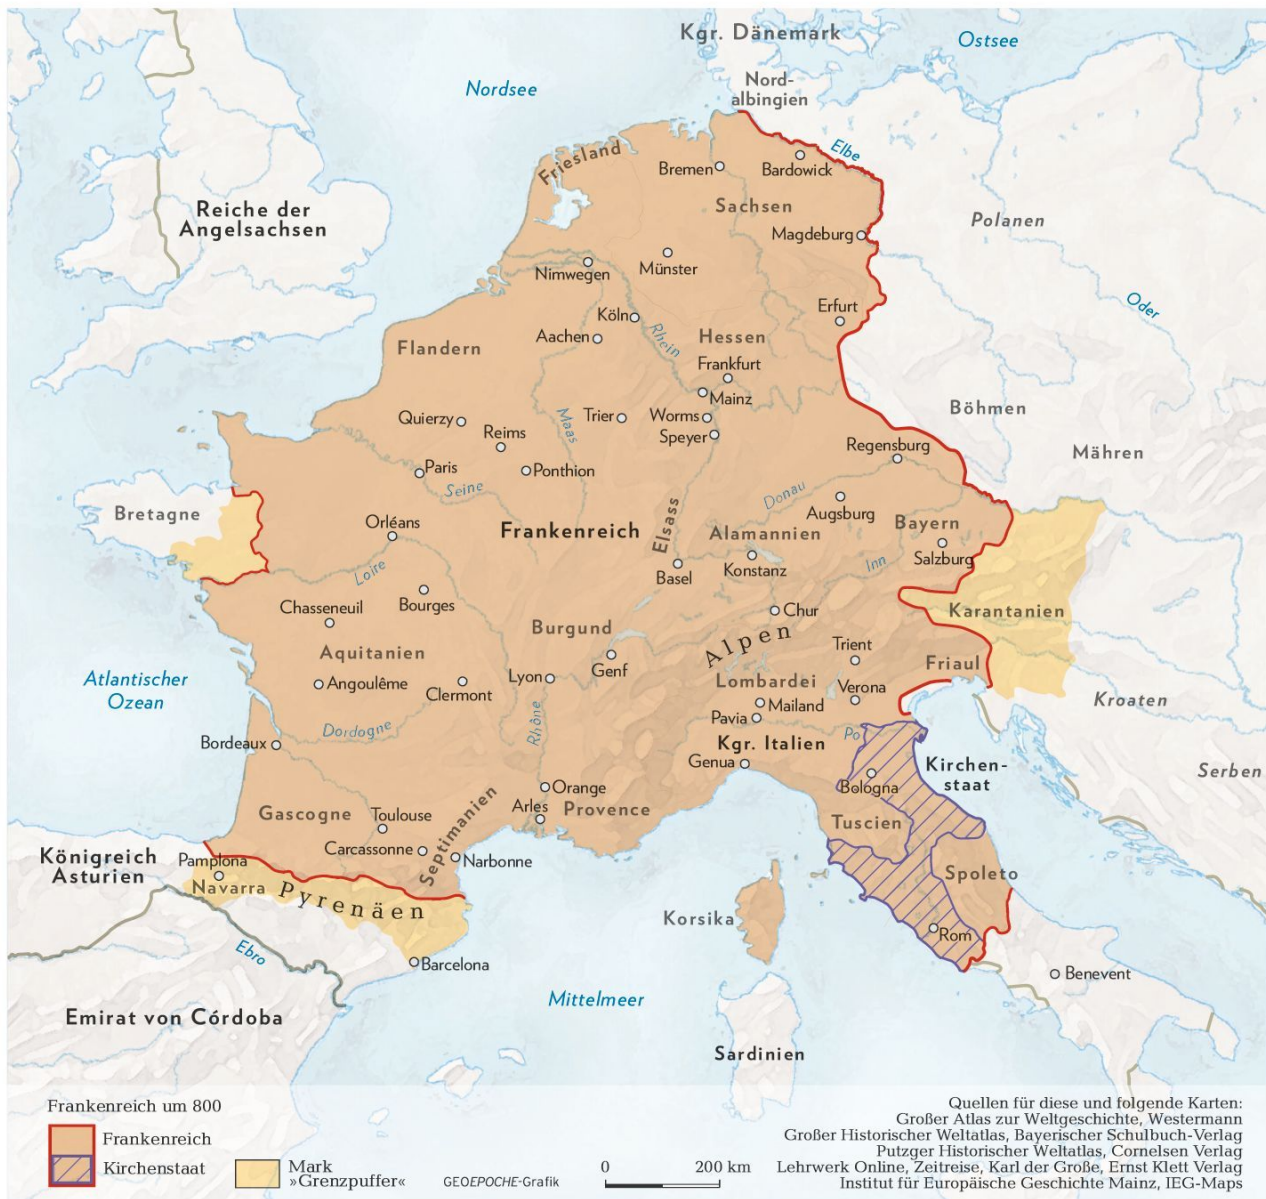 Kgr. Dänemark
Ostsee
Nordsee
Nord-
albingien
Elbe
Friesland
Bremen
Bardowick
Sachsen
Reiche der
Angelsachsen
Polanen
Magdeburg
Nimwegen
Münster
Oder
Erfurt
Köln
Rhein
Aachen
Hessen
Flandern
Frankfurt
Mainz
Quierzy
Maas
Trier
Worms
Speyer
Böhmen
Reims
Regensburg
Mähren
Paris
Ponthion
Seine
Donau
Augsburg
Bretagne
Orléans
Frankenreich
Elsass
Alamannien
Bayern
Salzburg
Loire
Basel
Konstanz
Inn
Chasseneuil
Bourges
Chur
Karantanien
Burgund
Alpen
Aquitanien
Genf
Trient
Friaul
Atlantischer
Ozean
Angoulême
Clermont
Lyon
Lombardei
Verona
Mailand
Kroaten
Pavia
Rhône
Dordogne
Po
Bordeaux
Kgr. Italien
Genua
Kirchen-
staat
Serben
Bologna
Orange
Gascogne
Toulouse
Arles
Provence
Septimanien
Tuscien
Carcassonne
Narbonne
Königreich
Asturien
Pamplona
Navarra
Pyrenäen
Spoleto
Korsika
Rom
Ebro
Barcelona
Benevent
Mittelmeer
Emirat von Córdoba
Sardinien
Frankenreich um 800
Frankenreich
Kirchenstaat
Mark
»Grenzpuffer«
GEOEPOCHE-Grafik
0 200 km
Quellen für diese und folgende Karten:
Großer Atlas zur Weltgeschichte, Westermann
Großer Historischer Weltatlas, Bayerischer Schulbuch-Verlag
Putzger Historischer Weltatlas, Cornelsen Verlag
Lehrwerk Online, Zeitreise, Karl der Große, Ernst Klett Verlag
Institut für Europäische Geschichte Mainz, IEG-Maps